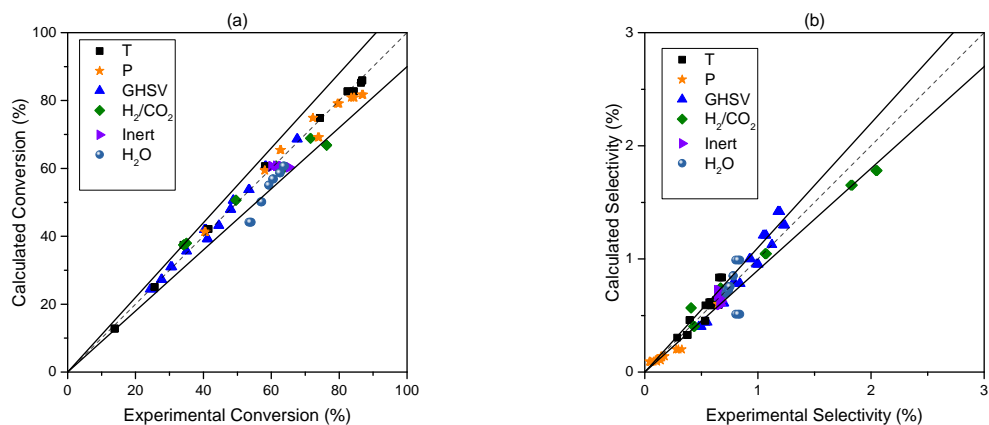 (a)
100
80
60
40
20
0
0 20 40 60 80 100
Calculated Conversion (%)
Experimental Conversion (%)
T
P
GHSV
H₂/CO₂
Inert
H₂O
(b)
3
2
1
0
0 1 2 3
Calculated Selectivity (%)
Experimental Selectivity (%)
T
P
GHSV
H₂/CO₂
Inert
H₂O